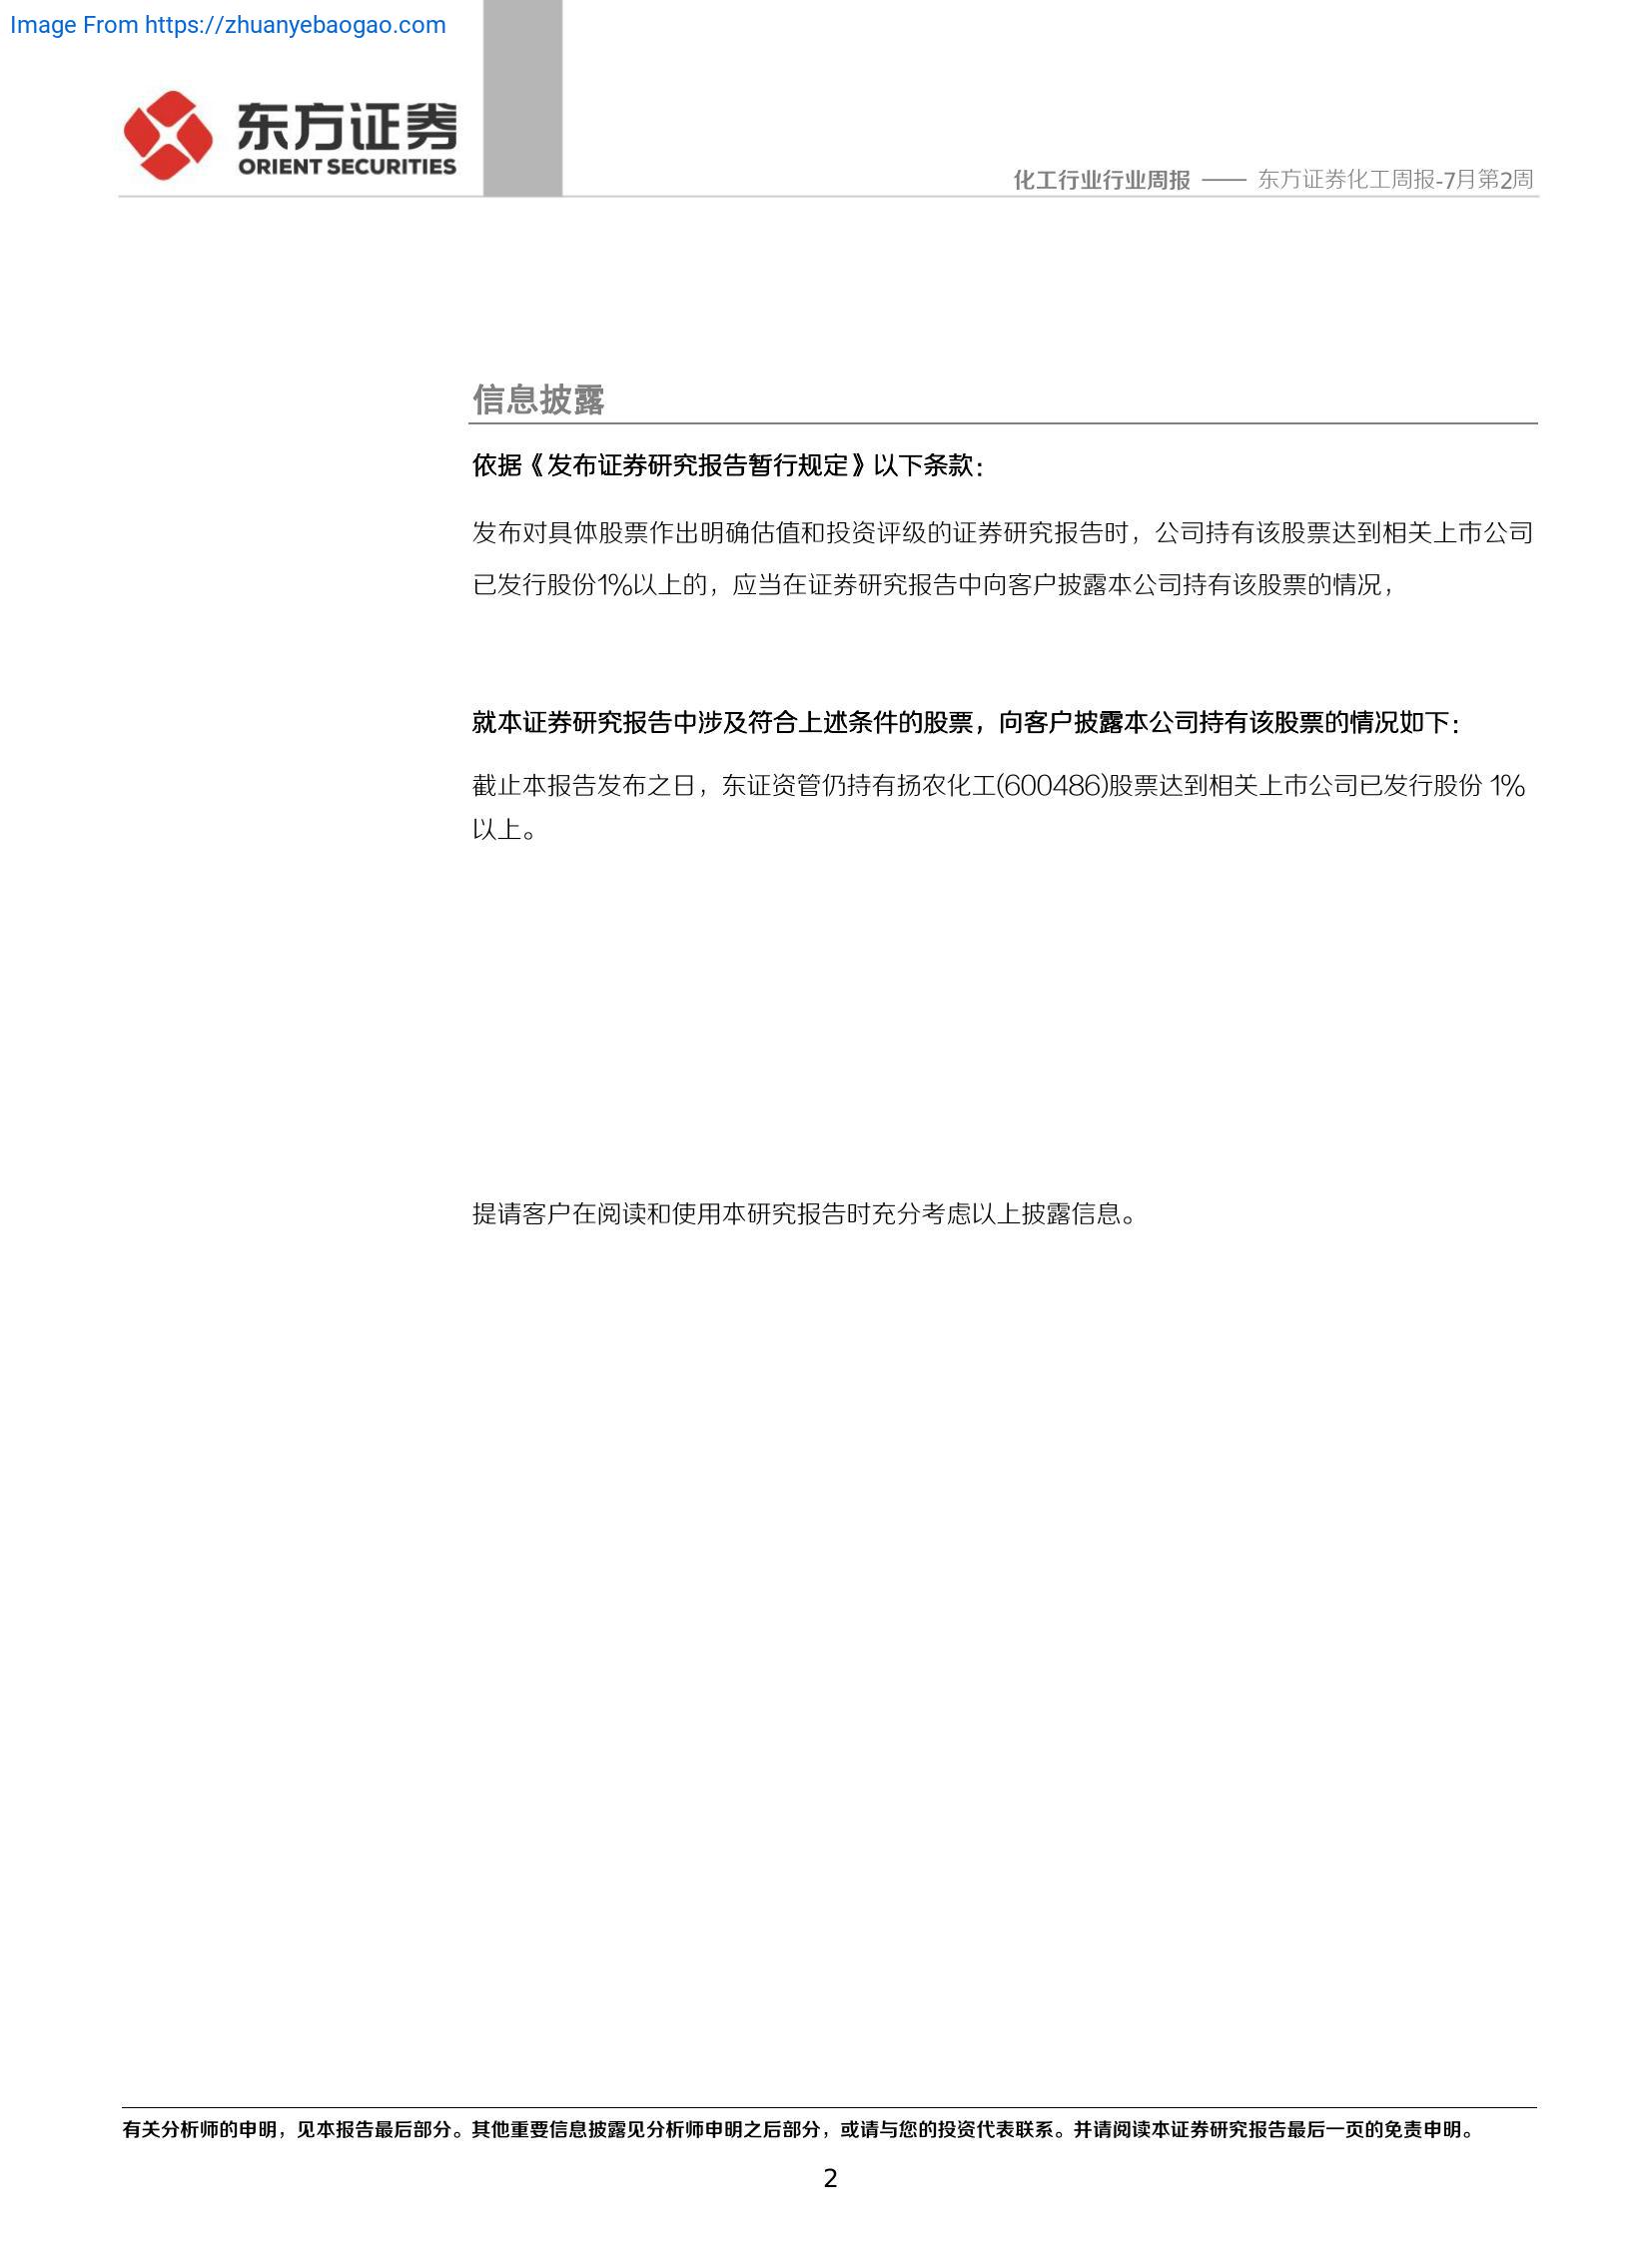 Image From https://zhuanyebaogao.com
东方证券
ORIENT SECURITIES
化工行业行业周报 —— 东方证券化工周报-7月第2周
信息披露
依据《发布证券研究报告暂行规定》以下条款：
发布对具体股票作出明确估值和投资评级的证券研究报告时，公司持有该股票达到相关上市公司
已发行股份1%以上的，应当在证券研究报告中向客户披露本公司持有该股票的情况，
就本证券研究报告中涉及符合上述条件的股票，向客户披露本公司持有该股票的情况如下：
截止本报告发布之日，东证资管仍持有扬农化工(600486)股票达到相关上市公司已发行股份 1%
以上。
提请客户在阅读和使用本研究报告时充分考虑以上披露信息。
有关分析师的申明，见本报告最后部分。其他重要信息披露见分析师申明之后部分，或请与您的投资代表联系。并请阅读本证券研究报告最后一页的免责申明。
2